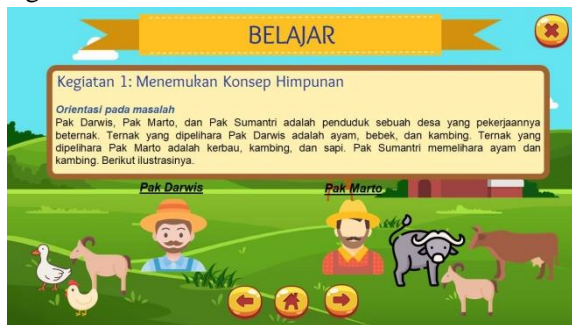 BELAJAR
Kegiatan 1: Menemukan Konsep Himpunan
Orientasi pada masalah
Pak Darwis, Pak Marto, dan Pak Sumantri adalah penduduk sebuah desa yang pekerjaannya
beternak. Ternak yang dipelihara Pak Darwis adalah ayam, bebek, dan kambing. Ternak yang
dipelihara Pak Marto adalah kerbau, kambing, dan sapi. Pak Sumantri memelihara ayam dan
kambing. Berikut ilustrasinya.
Pak Darwis
Pak Marto